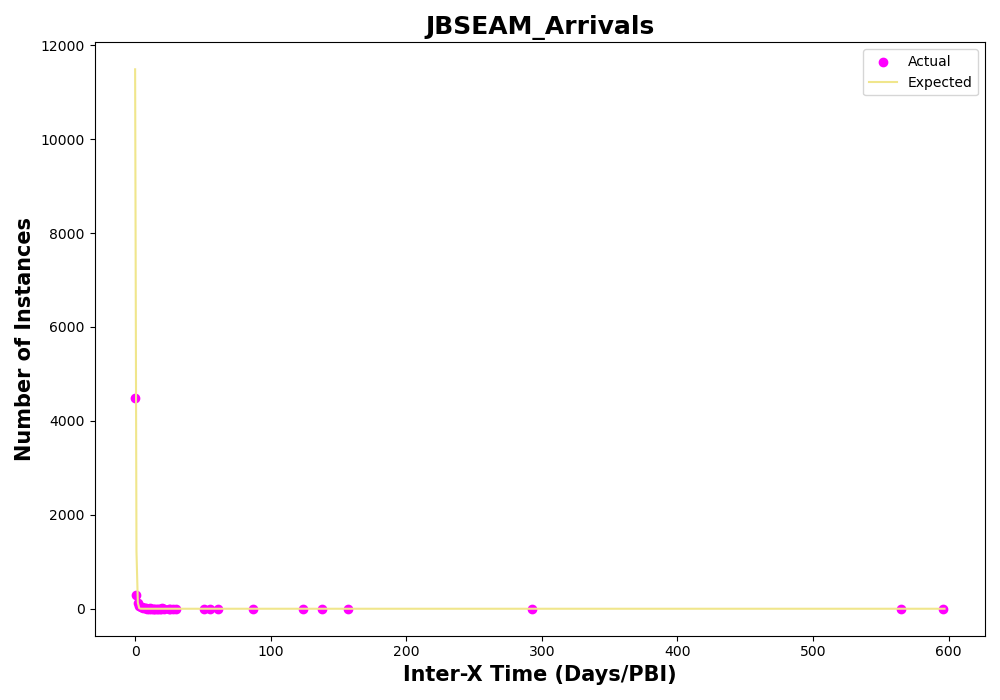 JBSEAM_Arrivals
Actual
Expected
Number of Instances
12000
10000
8000
6000
4000
2000
0
0 100 200 300 400 500 600
Inter-X Time (Days/PBI)